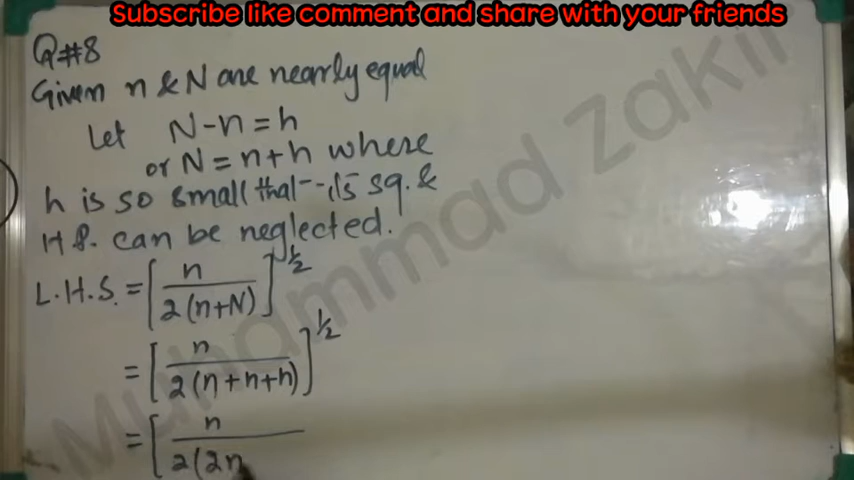 Subscribe like comment and share with your friends
Q#8
Given n & N are nearly equal
Let N-n=h
or N=n+h where
h is so small that its sq. &
H.P. can be neglected.
L.H.S. = [n/2(n+N)]^1/2
= [n/2(n+n+h)]^1/2
= [n/2(2n
Muhammad Zakir